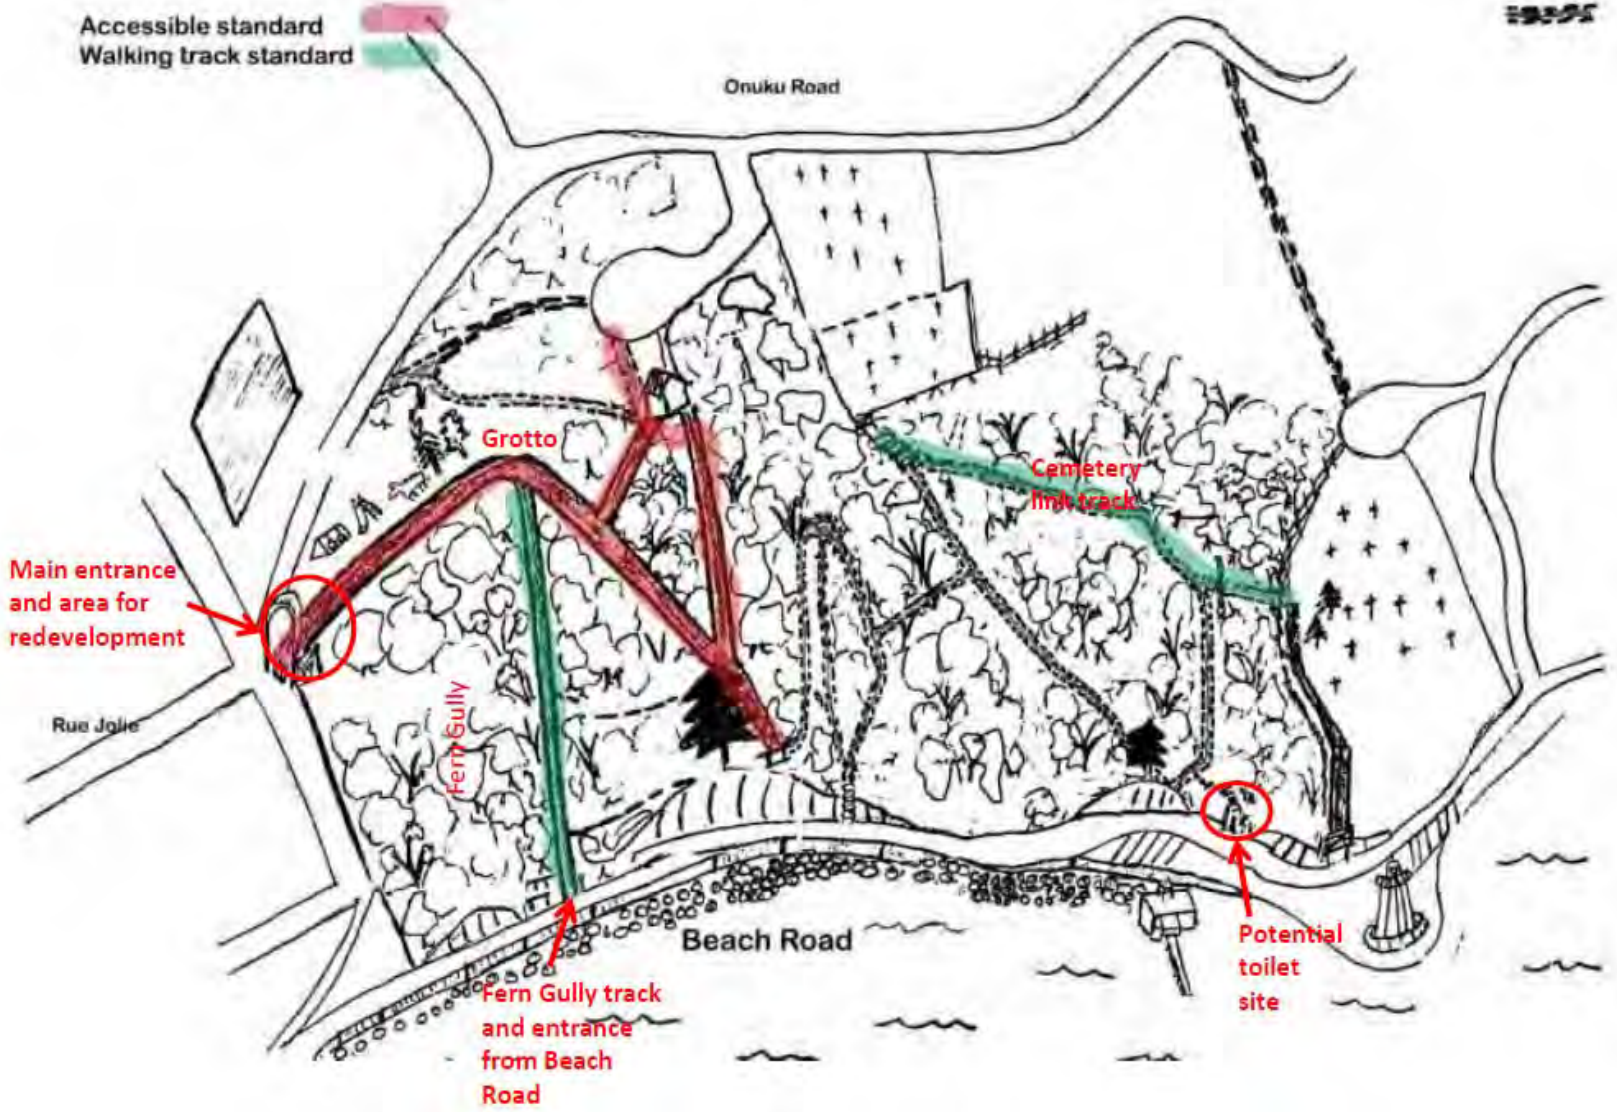 Accessible standard
Walking track standard
Onuku Road
Grotto
Cemetery
link track
Main entrance
and area for
redevelopment
Rue Jolie
Fern Gully
Beach Road
Potential
toilet
site
Fern Gully track
and entrance
from Beach
Road